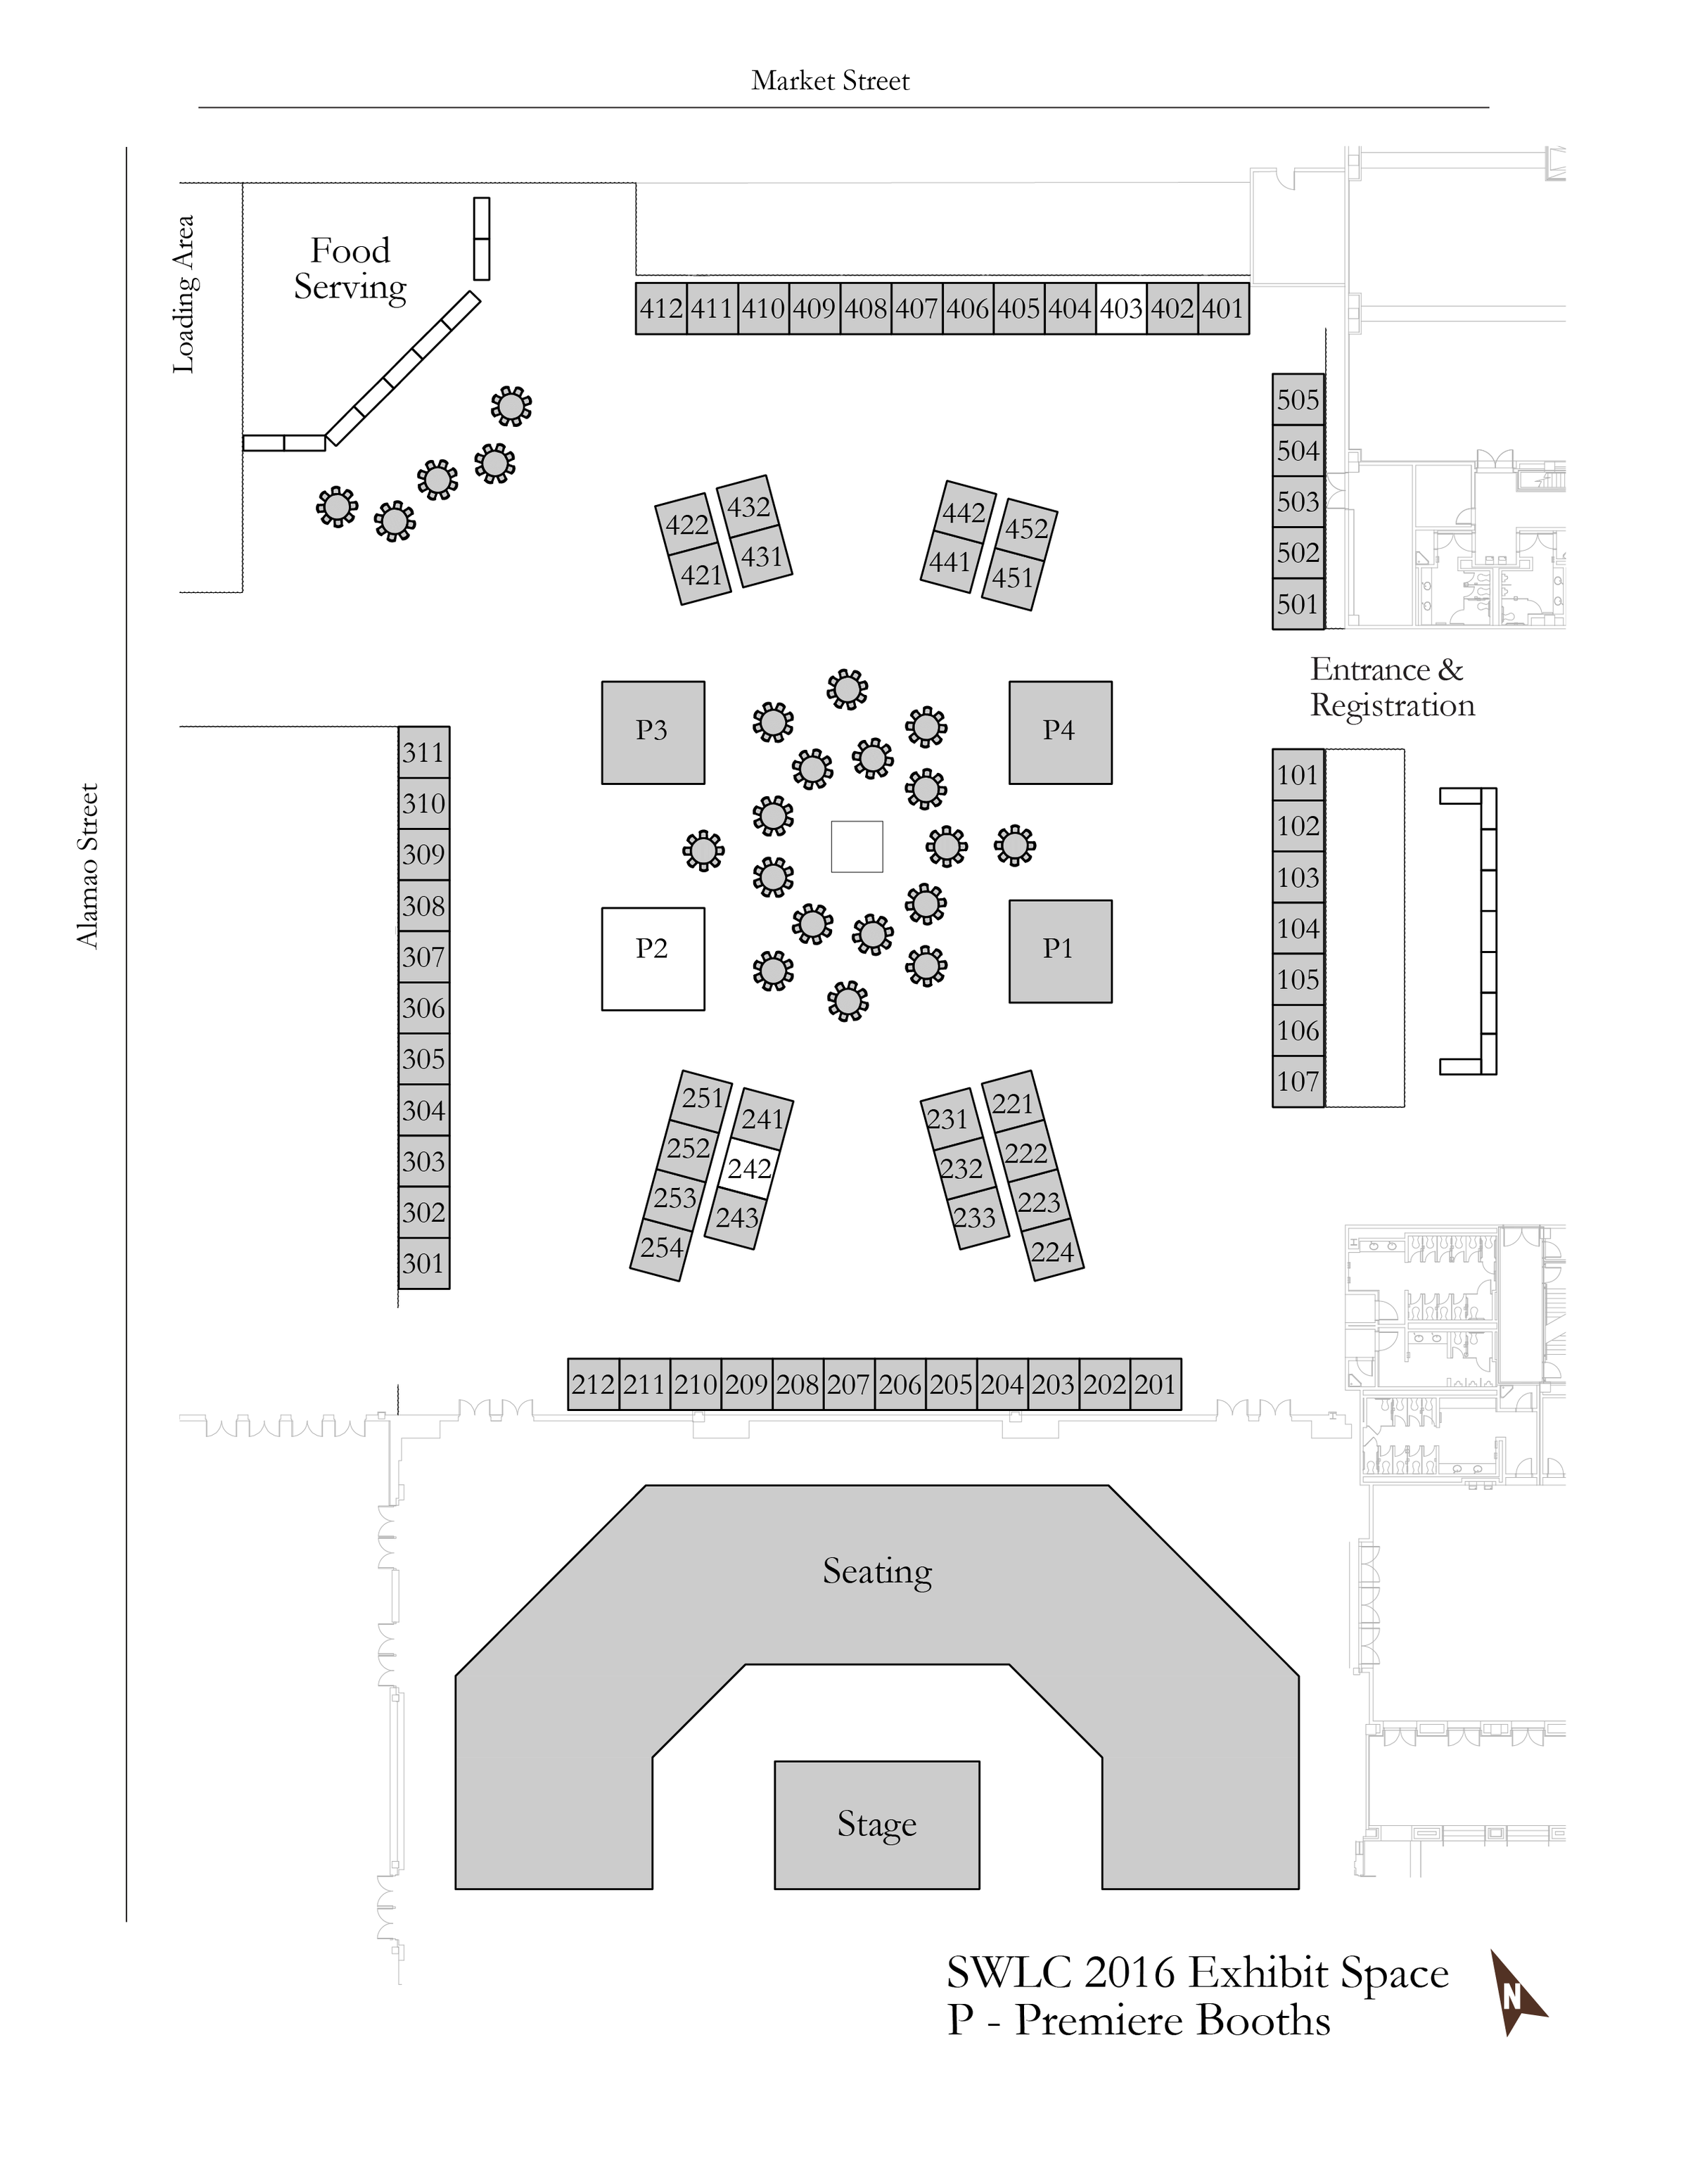 Market Street
Loading Area
Food
Serving
412 411 410 409 408 407 406 405 404 403 402 401
505
504
503
502
501
422 432
421 431
442 452
441 451
Entrance &
Registration
P3
P4
P2
P1
Alamao Street
311
310
309
308
307
306
305
304
303
302
301
101
102
103
104
105
106
107
251 241
252 242
253 243
254
231 221
232 222
233 223
224
212 211 210 209 208 207 206 205 204 203 202 201
Seating
Stage
SWLC 2016 Exhibit Space
P - Premiere Booths
N